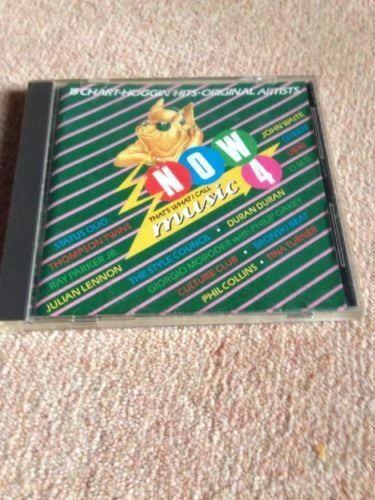 15 CHART-HOGGIN' HITS-ORIGINAL ARTISTS
JOHN WAITE
QUEEN
UB40
O.M.D.
NOW
THAT'S WHAT I CALL
music 4
STATUS QUO
THOMPSON TWINS
RAY PARKER JR
JULIAN LENNON
THE STYLE COUNCIL • DURAN DURAN
GIORGIO MORODER WITH PHILIP OAKEY
CULTURE CLUB • BRONSKI BEAT
PHIL COLLINS • TINA TURNER